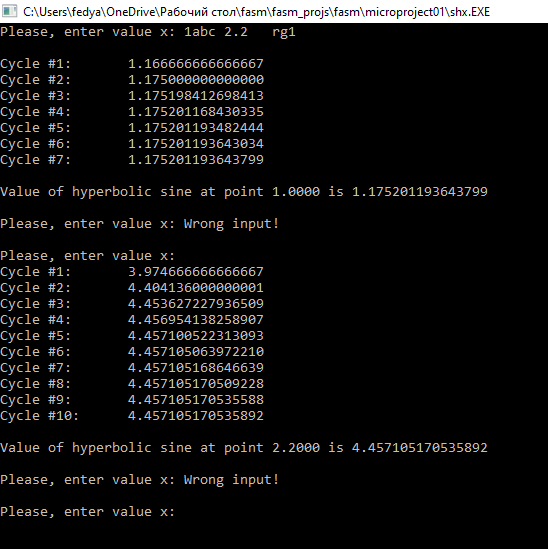 C:\Users\fedya\OneDrive\Рабочий стол\fasm\fasm_projs\fasm\microproject01\shx.EXE
Please, enter value x: 1abc 2.2   rg1
Cycle #1:       1.166666666666667
Cycle #2:       1.175000000000000
Cycle #3:       1.175198412698413
Cycle #4:       1.175201168430335
Cycle #5:       1.175201193482444
Cycle #6:       1.175201193643034
Cycle #7:       1.175201193643799
Value of hyperbolic sine at point 1.0000 is 1.175201193643799
Please, enter value x: Wrong input!
Please, enter value x:
Cycle #1:       3.974666666666667
Cycle #2:       4.404136000000001
Cycle #3:       4.453627227936509
Cycle #4:       4.456954138258907
Cycle #5:       4.457100522313093
Cycle #6:       4.457105063972210
Cycle #7:       4.457105168646639
Cycle #8:       4.457105170509228
Cycle #9:       4.457105170535588
Cycle #10:      4.457105170535892
Value of hyperbolic sine at point 2.2000 is 4.457105170535892
Please, enter value x: Wrong input!
Please, enter value x: